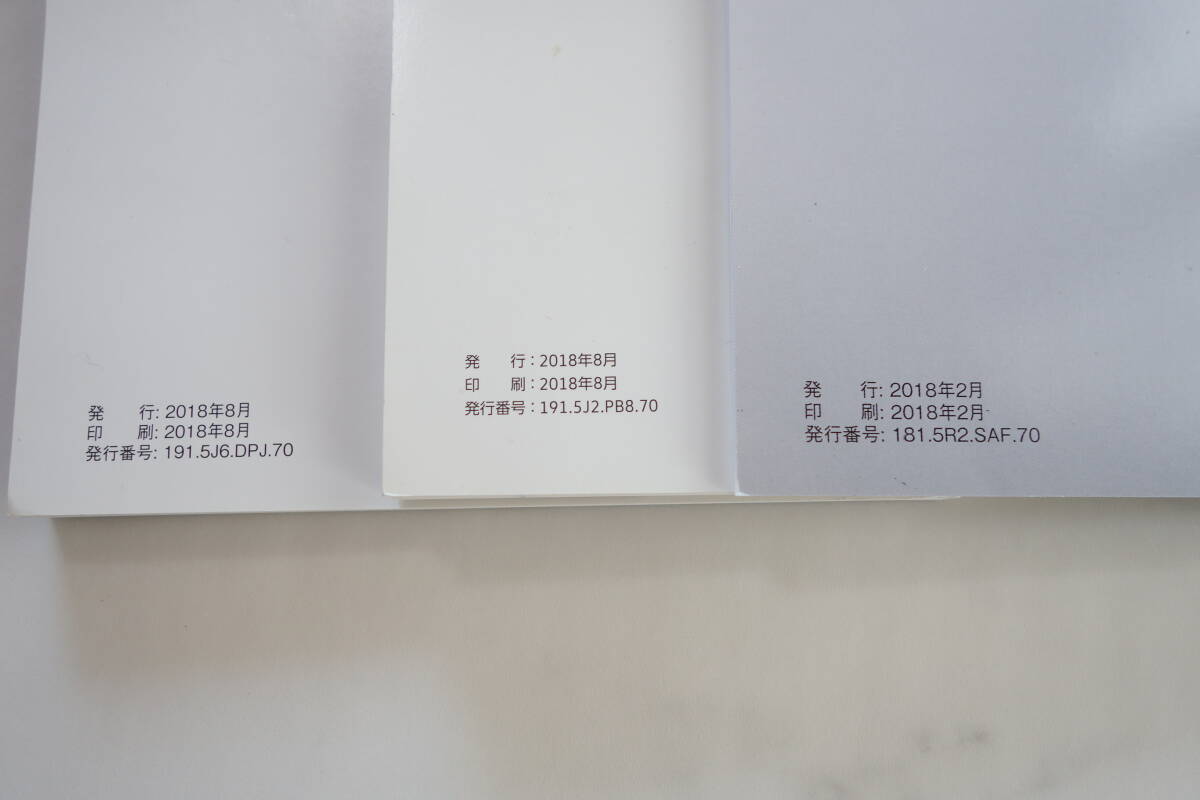 発　行: 2018年8月
印　刷: 2018年8月
発行番号: 191.5J6.DPJ.70
発　行：2018年8月
印　刷：2018年8月
発行番号：191.5J2.PB8.70
発　行: 2018年2月
印　刷: 2018年2月
発行番号: 181.5R2.SAF.70